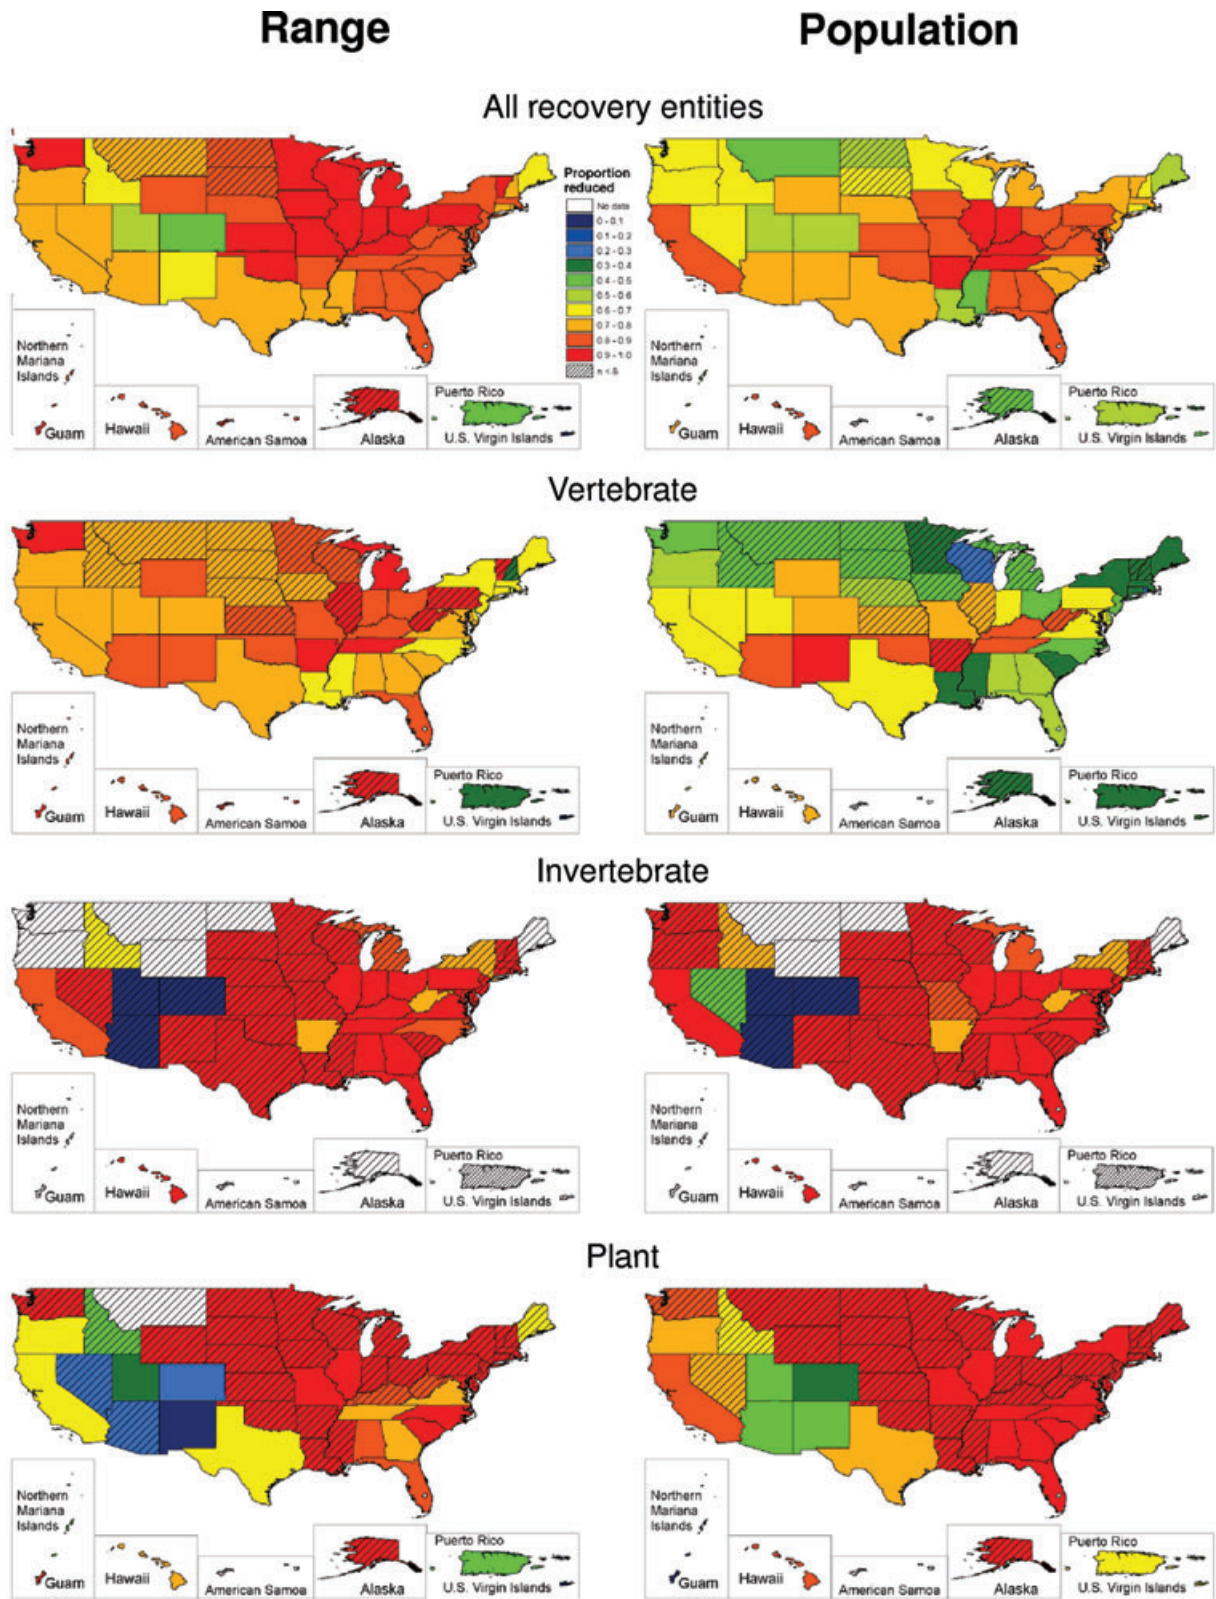 Range
Population
All recovery entities
Proportion
reduced
No data
0 - 0.1
0.1 - 0.2
0.2 - 0.3
0.3 - 0.4
0.4 - 0.5
0.5 - 0.6
0.6 - 0.7
0.7 - 0.8
0.8 - 0.9
0.9 - 1.0
n < 5
Northern
Mariana
Islands
Guam
Hawaii
American Samoa
Alaska
Puerto Rico
U.S. Virgin Islands
Northern
Mariana
Islands
Guam
Hawaii
American Samoa
Alaska
Puerto Rico
U.S. Virgin Islands
Vertebrate
Northern
Mariana
Islands
Guam
Hawaii
American Samoa
Alaska
Puerto Rico
U.S. Virgin Islands
Northern
Mariana
Islands
Guam
Hawaii
American Samoa
Alaska
Puerto Rico
U.S. Virgin Islands
Invertebrate
Northern
Mariana
Islands
Guam
Hawaii
American Samoa
Alaska
Puerto Rico
U.S. Virgin Islands
Northern
Mariana
Islands
Guam
Hawaii
American Samoa
Alaska
Puerto Rico
U.S. Virgin Islands
Plant
Northern
Mariana
Islands
Guam
Hawaii
American Samoa
Alaska
Puerto Rico
U.S. Virgin Islands
Northern
Mariana
Islands
Guam
Hawaii
American Samoa
Alaska
Puerto Rico
U.S. Virgin Islands